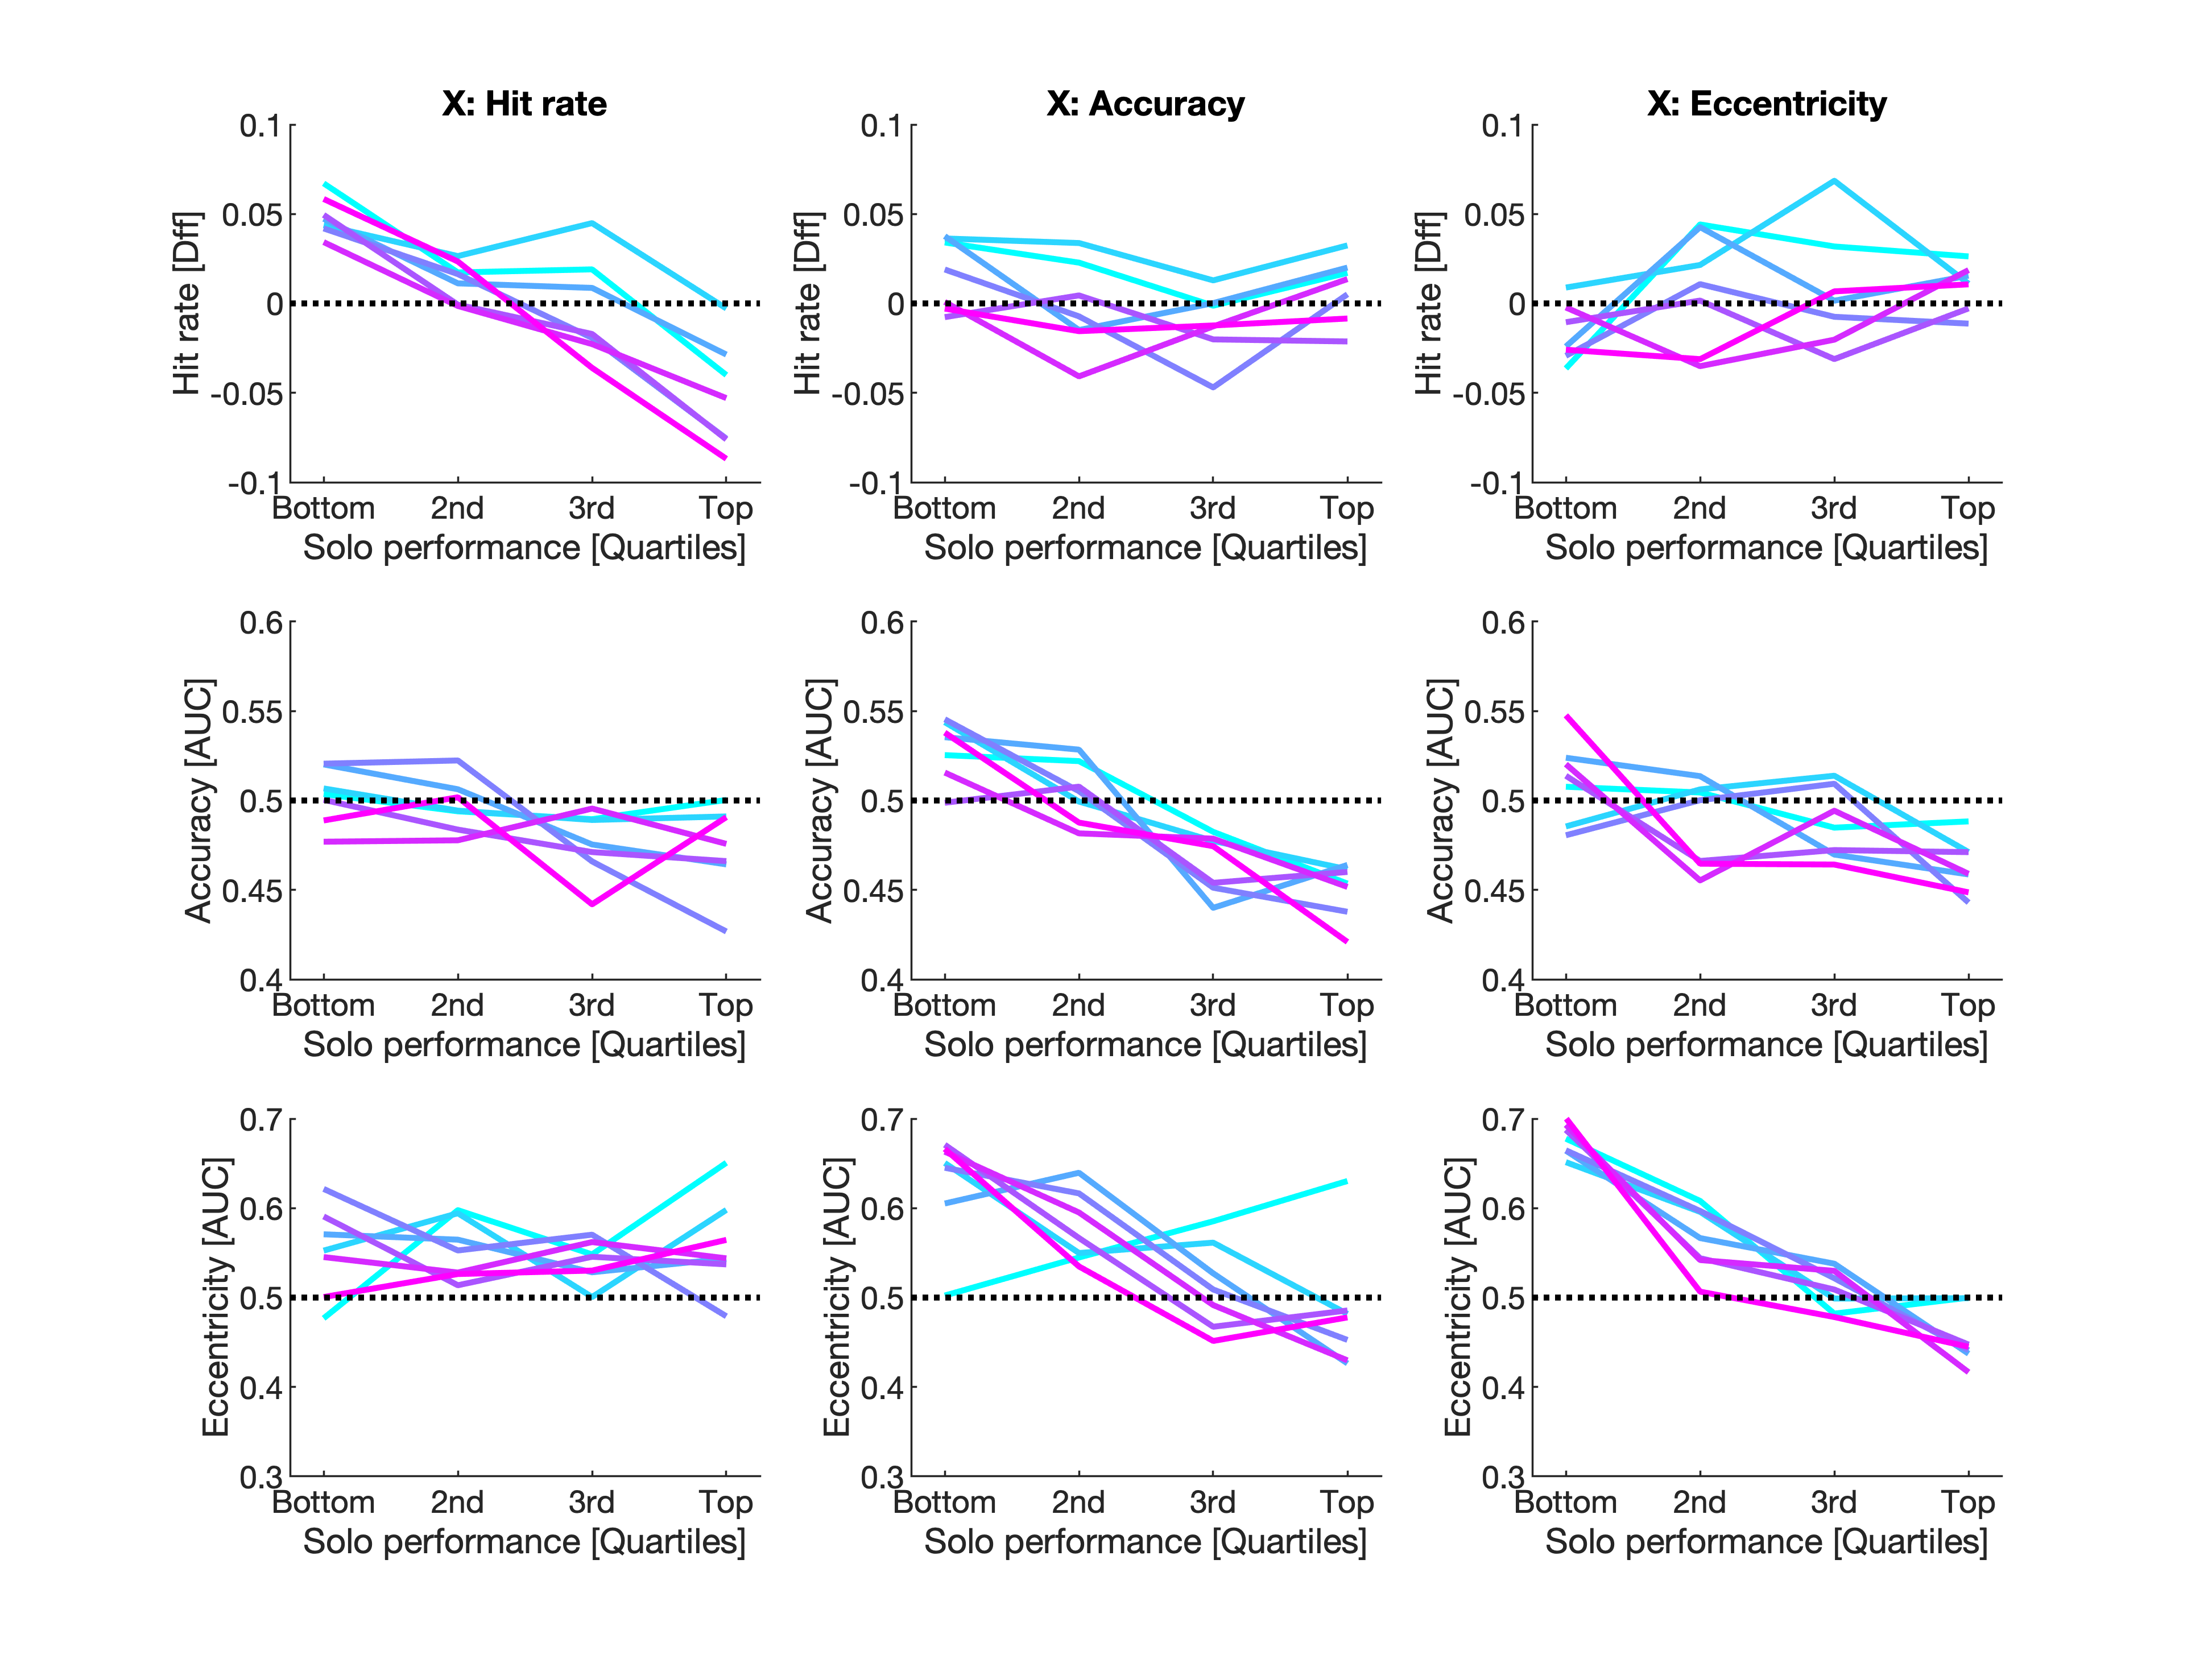 X: Hit rate
X: Accuracy
X: Eccentricity
Hit rate [Dff]
0.1
0.05
0
-0.05
-0.1
Bottom 2nd 3rd Top
Solo performance [Quartiles]
Hit rate [Dff]
0.1
0.05
0
-0.05
-0.1
Bottom 2nd 3rd Top
Solo performance [Quartiles]
Hit rate [Dff]
0.1
0.05
0
-0.05
-0.1
Bottom 2nd 3rd Top
Solo performance [Quartiles]
Accuracy [AUC]
0.6
0.55
0.5
0.45
0.4
Bottom 2nd 3rd Top
Solo performance [Quartiles]
Accuracy [AUC]
0.6
0.55
0.5
0.45
0.4
Bottom 2nd 3rd Top
Solo performance [Quartiles]
Accuracy [AUC]
0.6
0.55
0.5
0.45
0.4
Bottom 2nd 3rd Top
Solo performance [Quartiles]
Eccentricity [AUC]
0.7
0.6
0.5
0.4
0.3
Bottom 2nd 3rd Top
Solo performance [Quartiles]
Eccentricity [AUC]
0.7
0.6
0.5
0.4
0.3
Bottom 2nd 3rd Top
Solo performance [Quartiles]
Eccentricity [AUC]
0.7
0.6
0.5
0.4
0.3
Bottom 2nd 3rd Top
Solo performance [Quartiles]